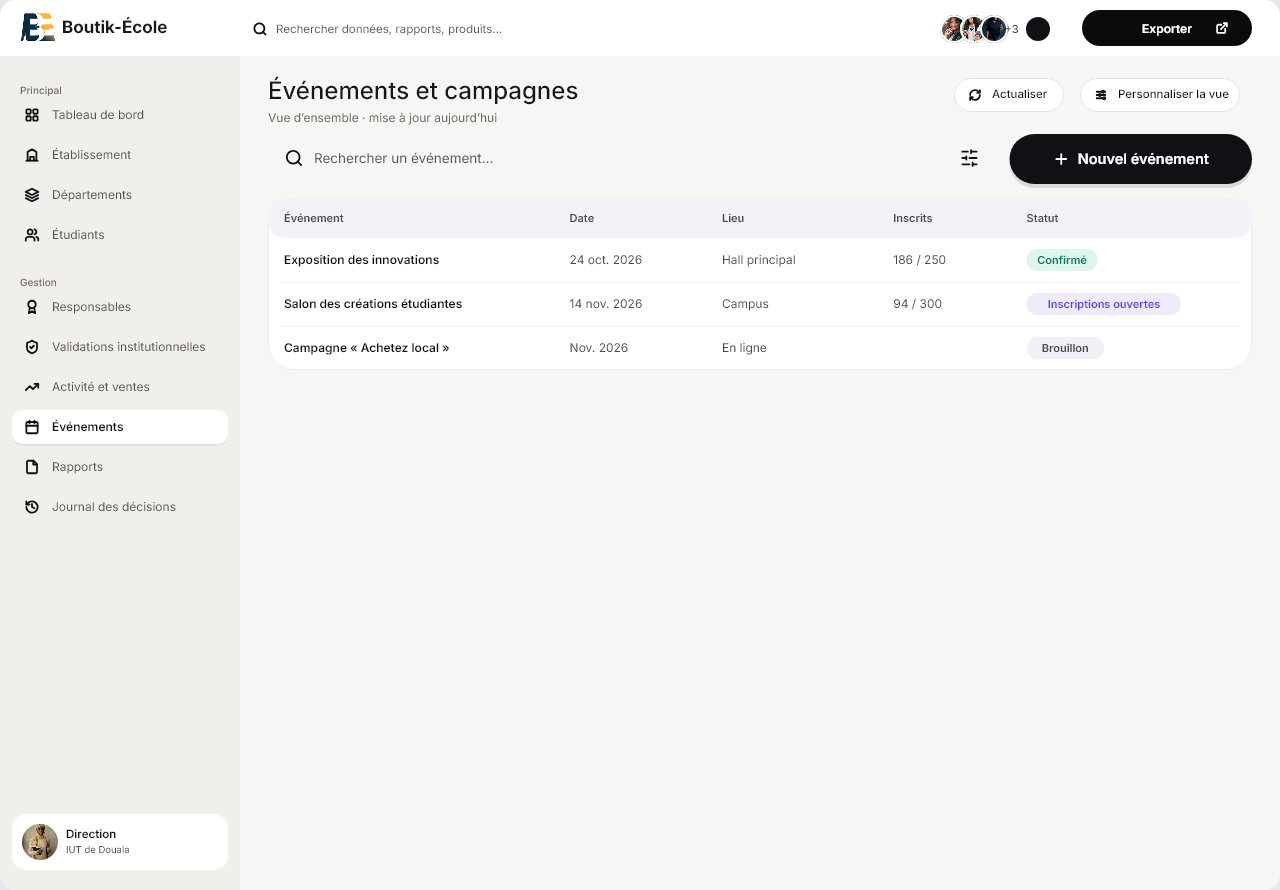 Boutik-École
Rechercher données, rapports, produits...
+3
Exporter
Principal
Tableau de bord
Établissement
Départements
Étudiants
Gestion
Responsables
Validations institutionnelles
Activité et ventes
Événements
Rapports
Journal des décisions
Direction
IUT de Douala
Événements et campagnes
Vue d’ensemble · mise à jour aujourd’hui
Actualiser
Personnaliser la vue
Rechercher un événement...
Nouvel événement
Événement Date Lieu Inscrits Statut
Exposition des innovations 24 oct. 2026 Hall principal 186 / 250 Confirmé
Salon des créations étudiantes 14 nov. 2026 Campus 94 / 300 Inscriptions ouvertes
Campagne « Achetez local » Nov. 2026 En ligne Brouillon